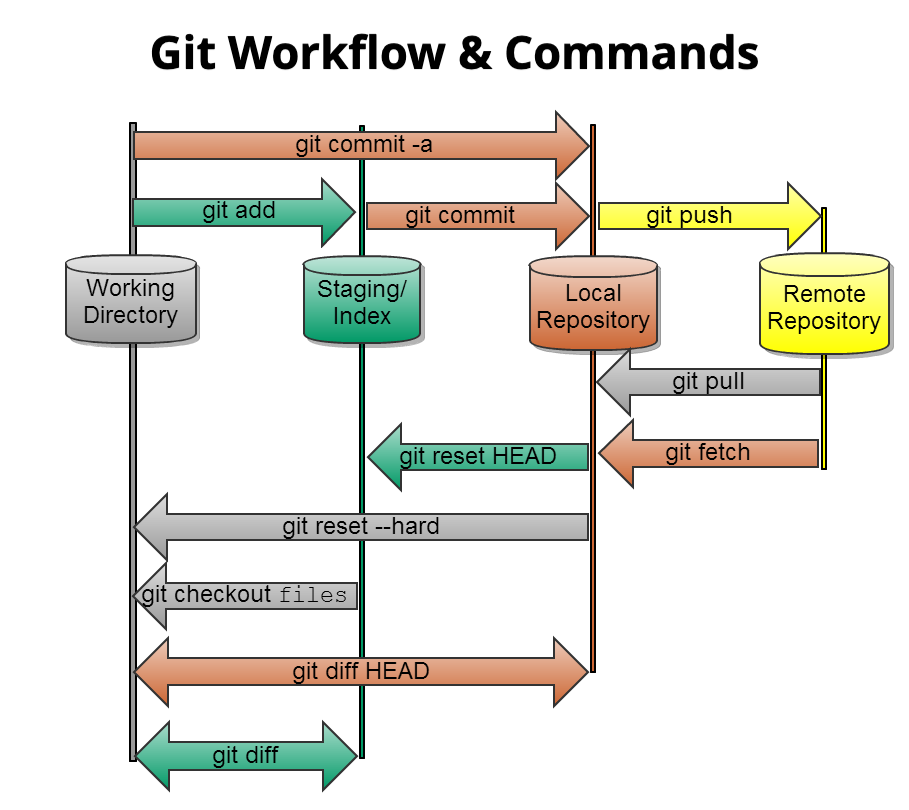 Git Workflow & Commands
git commit -a
git add
git commit
git push
Working
Directory
Staging/
Index
Local
Repository
Remote
Repository
git pull
git reset HEAD
git fetch
git reset --hard
git checkout files
git diff HEAD
git diff